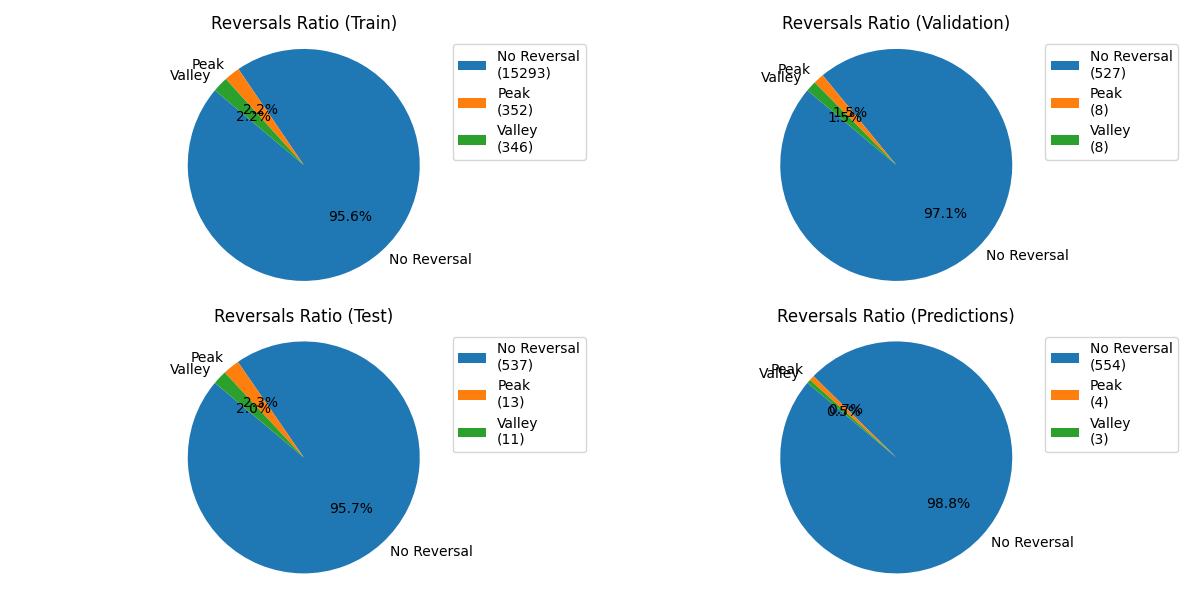 Reversals Ratio (Train)
Peak
Valley
2.2%
2.2%
95.6%
No Reversal
No Reversal
(15293)
Peak
(352)
Valley
(346)
Reversals Ratio (Validation)
Peak
Valley
1.5%
1.5%
97.1%
No Reversal
No Reversal
(527)
Peak
(8)
Valley
(8)
Reversals Ratio (Test)
Peak
Valley
2.3%
2.0%
95.7%
No Reversal
No Reversal
(537)
Peak
(13)
Valley
(11)
Reversals Ratio (Predictions)
Peak
Valley
0.7%
0.5%
98.8%
No Reversal
No Reversal
(554)
Peak
(4)
Valley
(3)